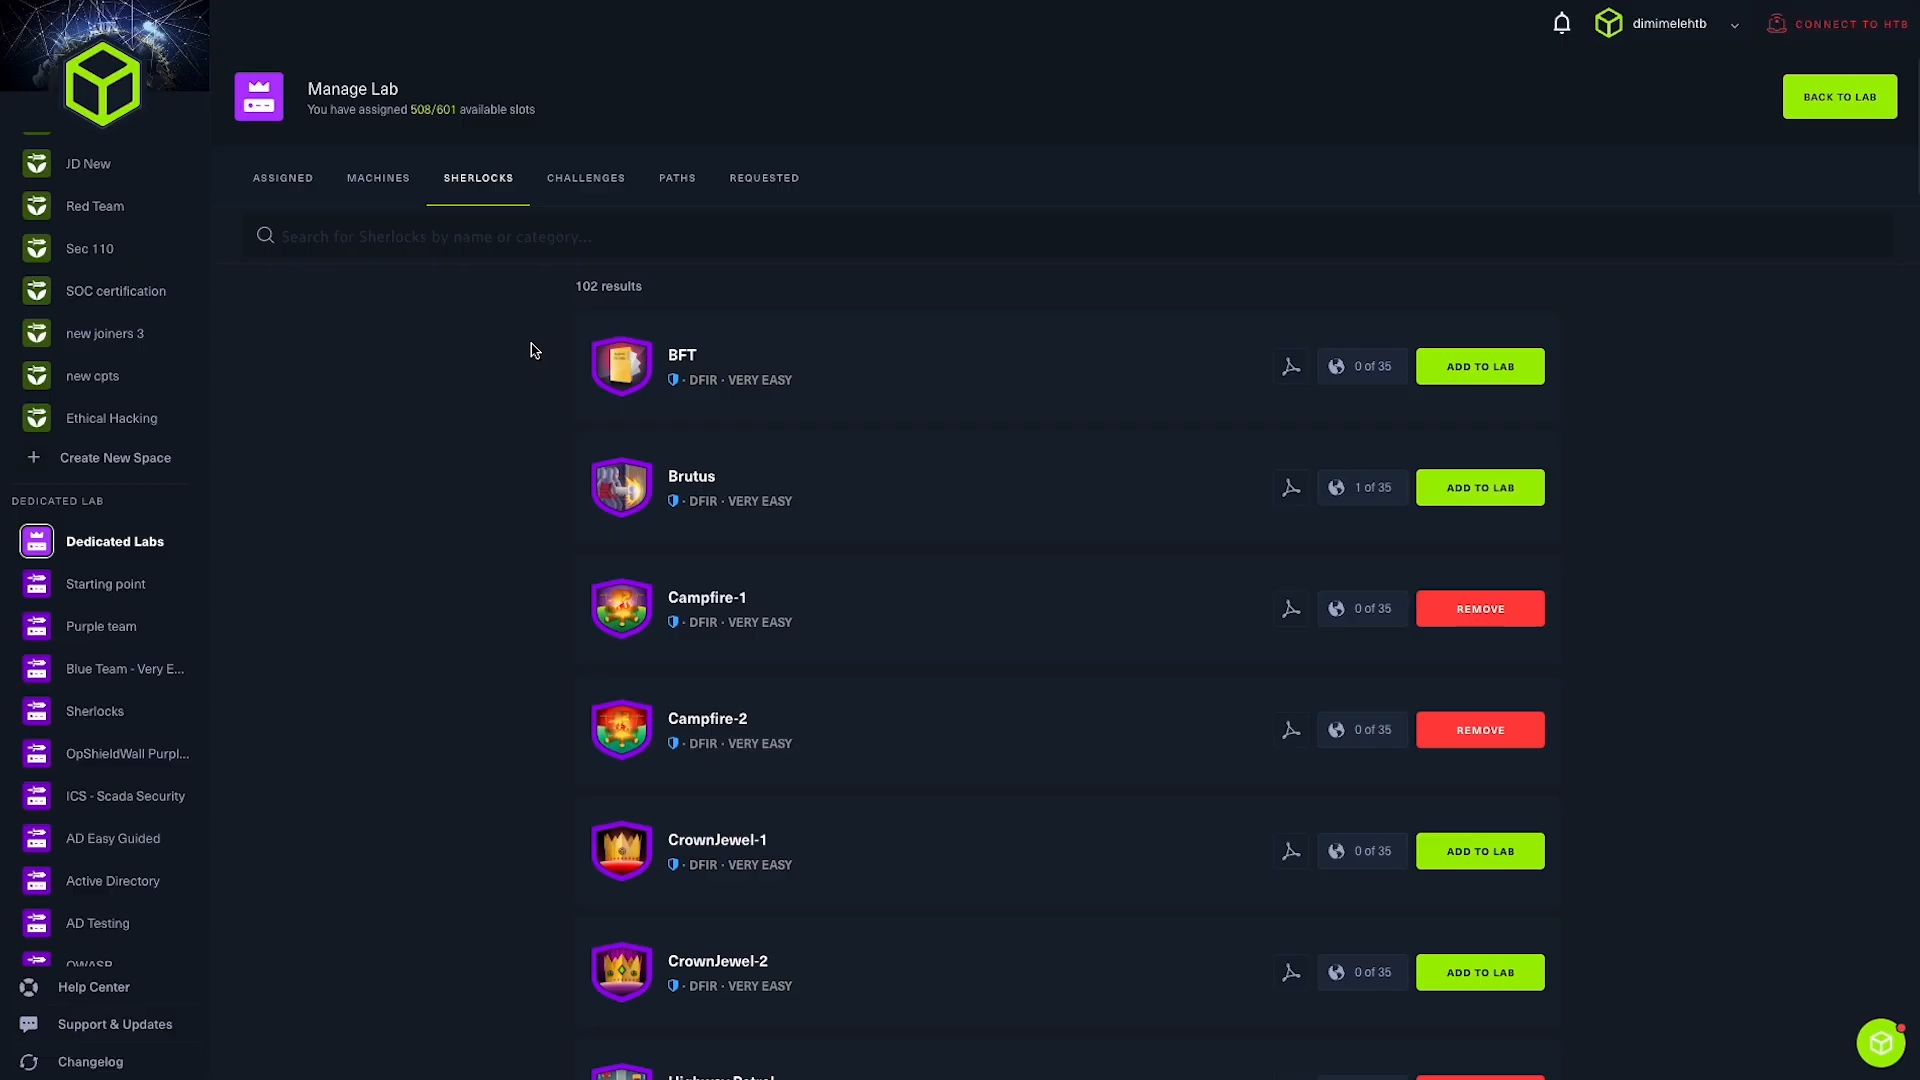 dimimelehtb
CONNECT TO HTB
Manage Lab
You have assigned 508/601 available slots
BACK TO LAB
JD New
Red Team
Sec 110
SOC certification
new joiners 3
new cpts
Ethical Hacking
Create New Space
DEDICATED LAB
Dedicated Labs
Starting point
Purple team
Blue Team - Very E...
Sherlocks
OpShieldWall Purpl...
ICS - Scada Security
AD Easy Guided
Active Directory
AD Testing
OWASP
Help Center
Support & Updates
Changelog
ASSIGNED
MACHINES
SHERLOCKS
CHALLENGES
PATHS
REQUESTED
Search for Sherlocks by name or category...
102 results
BFT
· DFIR · VERY EASY
0 of 35
ADD TO LAB
Brutus
· DFIR · VERY EASY
1 of 35
ADD TO LAB
Campfire-1
· DFIR · VERY EASY
0 of 35
REMOVE
Campfire-2
· DFIR · VERY EASY
0 of 35
REMOVE
CrownJewel-1
· DFIR · VERY EASY
0 of 35
ADD TO LAB
CrownJewel-2
· DFIR · VERY EASY
0 of 35
ADD TO LAB